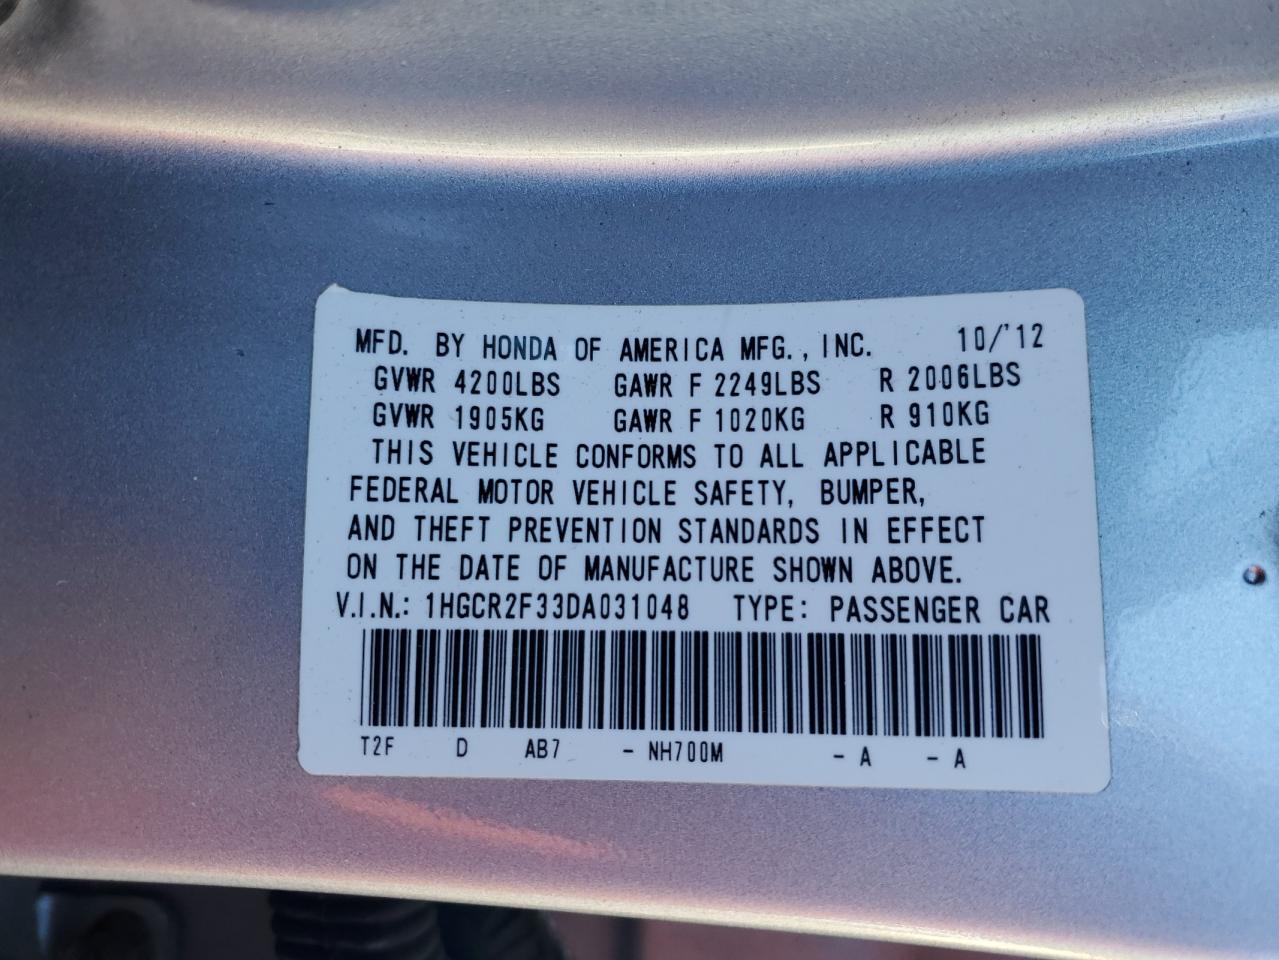 MFD. BY HONDA OF AMERICA MFG., INC. 10/'12
GVWR 4200LBS GAWR F 2249LBS R 2006LBS
GVWR 1905KG GAWR F 1020KG R 910KG
THIS VEHICLE CONFORMS TO ALL APPLICABLE
FEDERAL MOTOR VEHICLE SAFETY, BUMPER,
AND THEFT PREVENTION STANDARDS IN EFFECT
ON THE DATE OF MANUFACTURE SHOWN ABOVE.
V.I.N.: 1HGCR2F33DA031048 TYPE: PASSENGER CAR
T2F D AB7 - NH700M - A - A